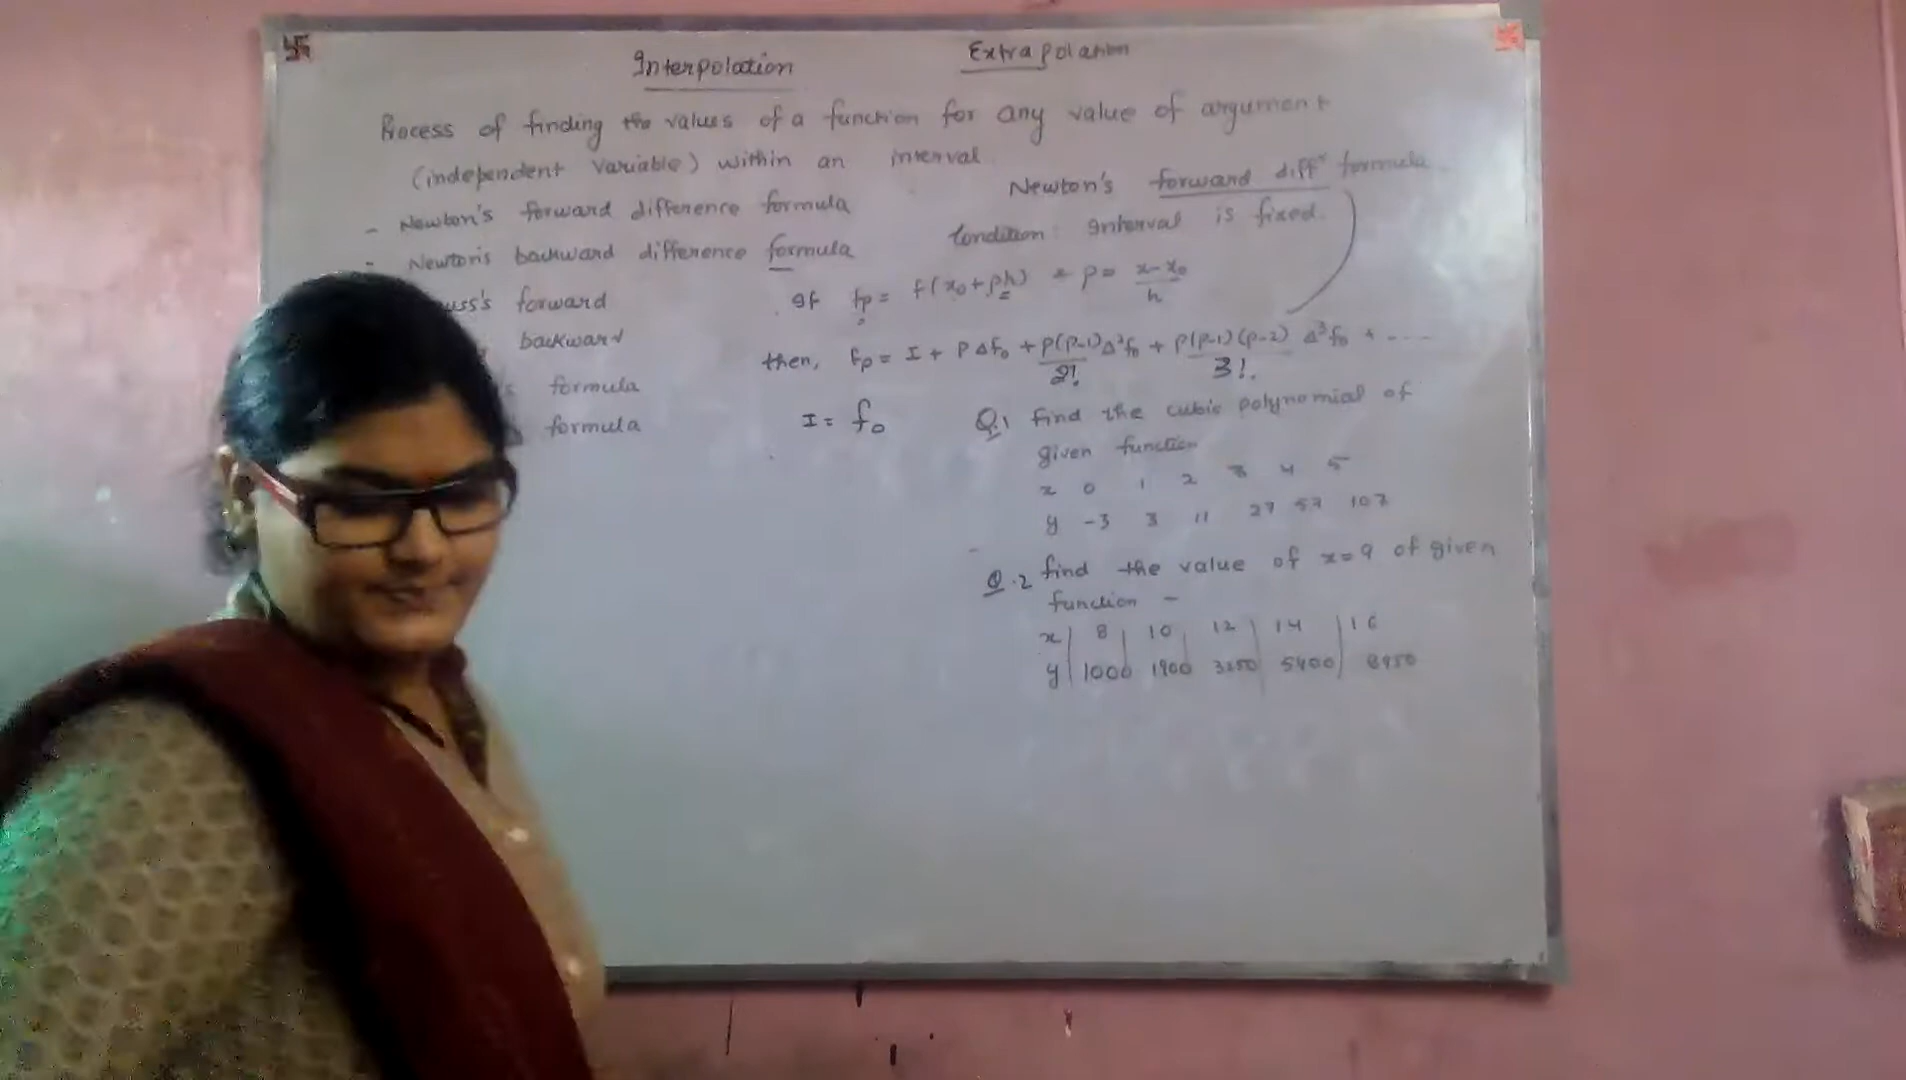 Interpolation
Extrapolation
Process of finding the values of a function for any value of argument
(independent variable) within an interval.
- Newton's forward difference formula
- Newton's backward difference formula
uss's forward
backward
s formula
formula
Newton's forward diffⁿ formula
Condition: Interval is fixed.
If fp = f(x₀+ph) & p = x-x₀/h
then, fp = I + PΔf₀ + p(p-1)Δ²f₀/2! + p(p-1)(p-2)/3! Δ³f₀ + ....
I = f₀
Q.1 find the cubic polynomial of
given function
x 0 1 2 3 4 5
y -3 3 11 27 57 107
Q.2 find the value of x=9 of given
function -
x 8 10 12 14 16
y 1000 1900 5400